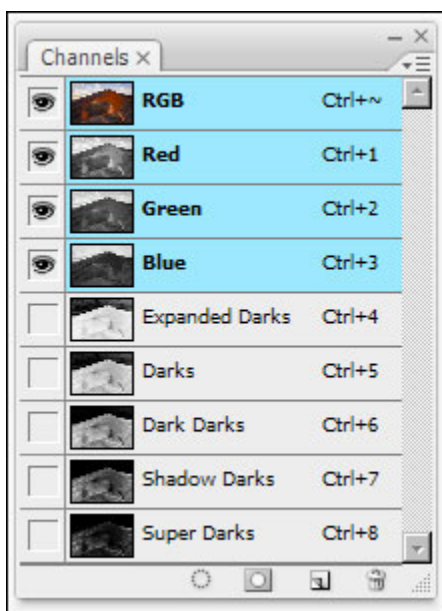 Channels
RGB Ctrl+~
Red Ctrl+1
Green Ctrl+2
Blue Ctrl+3
Expanded Darks Ctrl+4
Darks Ctrl+5
Dark Darks Ctrl+6
Shadow Darks Ctrl+7
Super Darks Ctrl+8